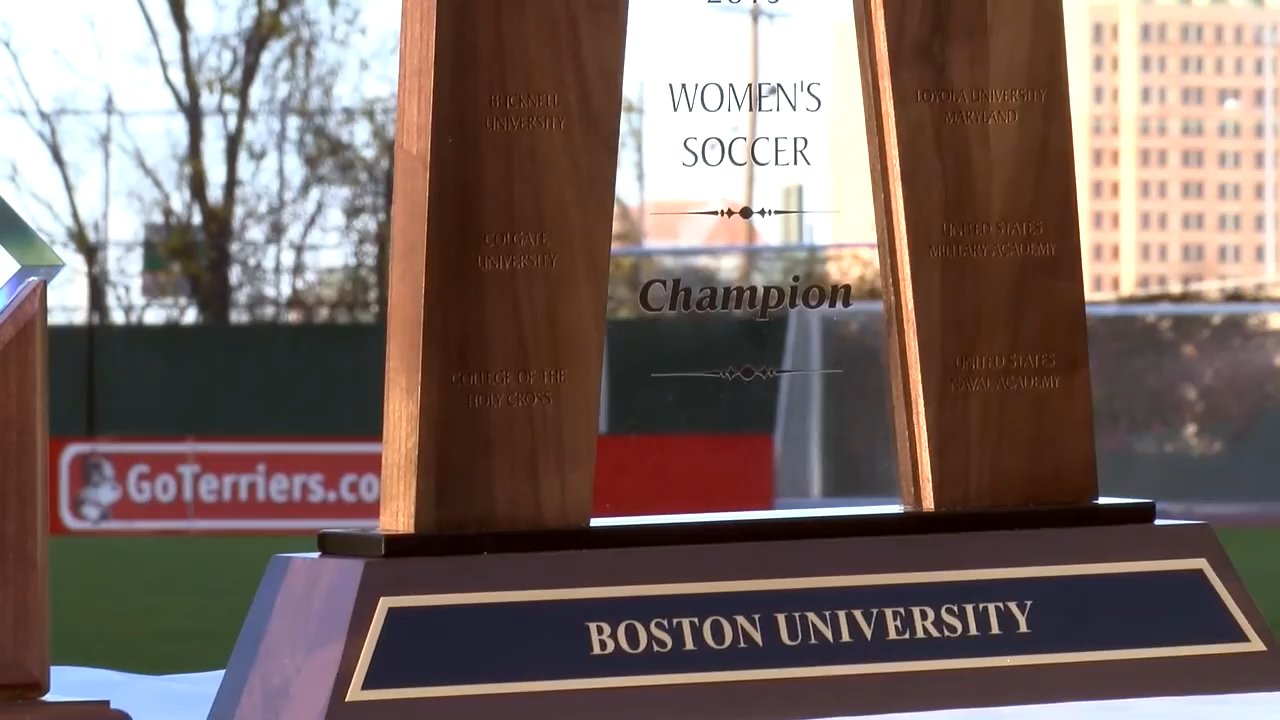 WOMEN'S
SOCCER
Champion
BUCKNELL
UNIVERSITY
COLGATE
UNIVERSITY
COLLEGE OF THE
HOLY CROSS
LOYOLA UNIVERSITY
MARYLAND
UNITED STATES
MILITARY ACADEMY
UNITED STATES
NAVAL ACADEMY
GoTerriers.co
BOSTON UNIVERSITY